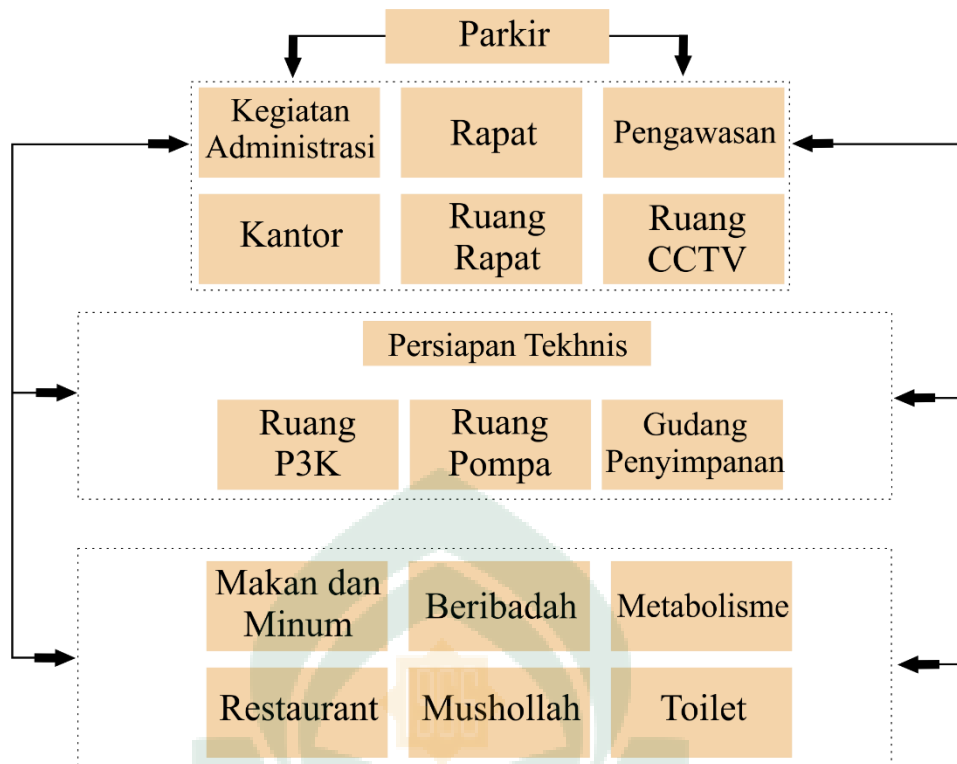 Parkir
Kegiatan
Administrasi
Rapat
Pengawasan
Kantor
Ruang
Rapat
Ruang
CCTV
Persiapan Tekhnis
Ruang
P3K
Ruang
Pompa
Gudang
Penyimpanan
Makan dan
Minum
Beribadah
Metabolisme
Restaurant
Mushollah
Toilet